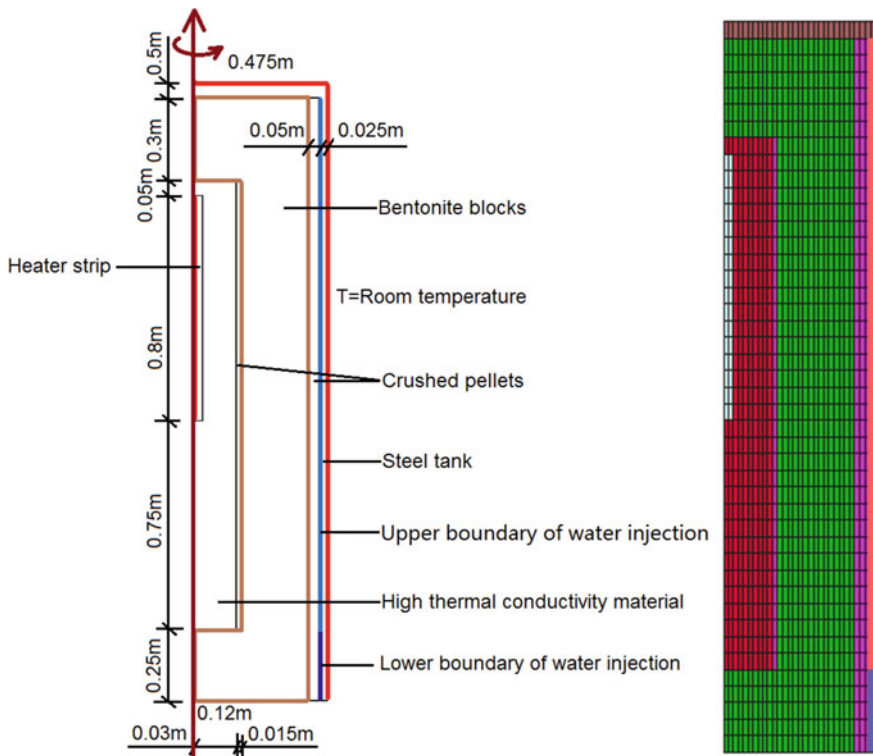 0.5m
0.475m
0.3m
0.05m
0.025m
0.05m
Bentonite blocks
Heater strip
T=Room temperature
0.8m
Crushed pellets
Steel tank
0.75m
Upper boundary of water injection
High thermal conductivity material
0.25m
Lower boundary of water injection
0.12m
0.03m
0.015m